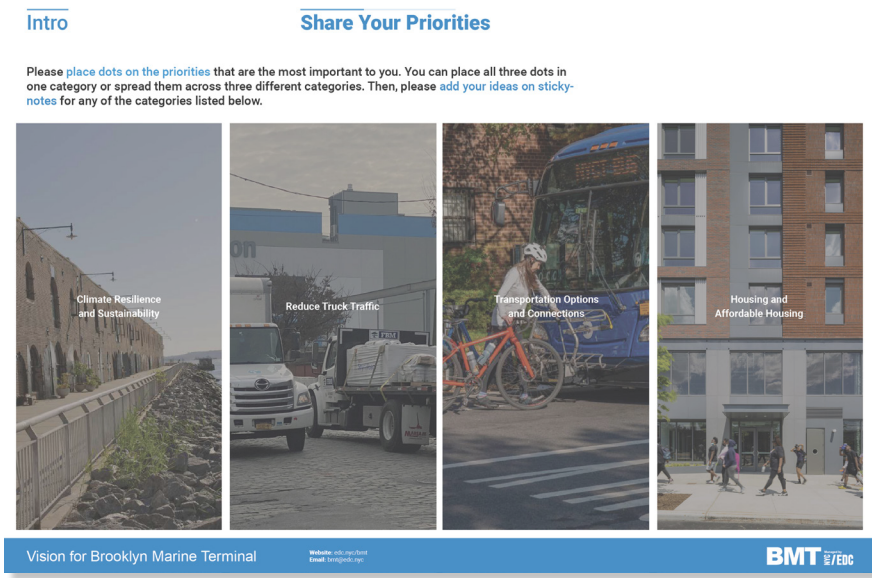 Intro
Share Your Priorities
Please place dots on the priorities that are the most important to you. You can place all three dots in
one category or spread them across three different categories. Then, please add your ideas on sticky-
notes for any of the categories listed below.
on
Climate Resilience
and Sustainability
Reduce Truck Traffic
Transportation Options
and Connections
Housing and
Affordable Housing
Vision for Brooklyn Marine Terminal
Website: edc.nyc/bmt
Email: bmt@edc.nyc
BMT NYC/EDC